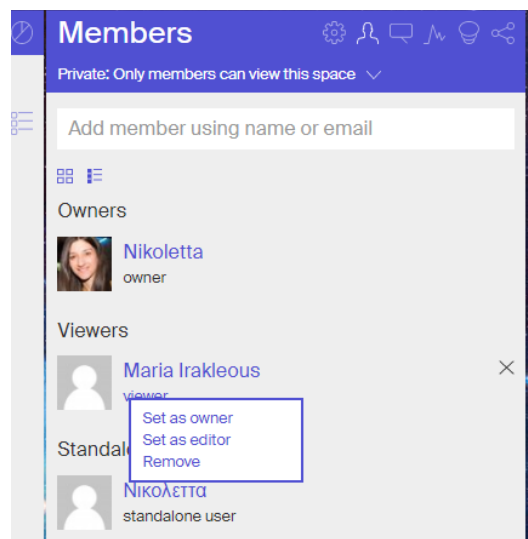 Members
Private: Only members can view this space
Add member using name or email
Owners
Nikoletta
owner
Viewers
Maria Irakleous
viewer
Set as owner
Set as editor
Remove
Νικολεττα
standalone user